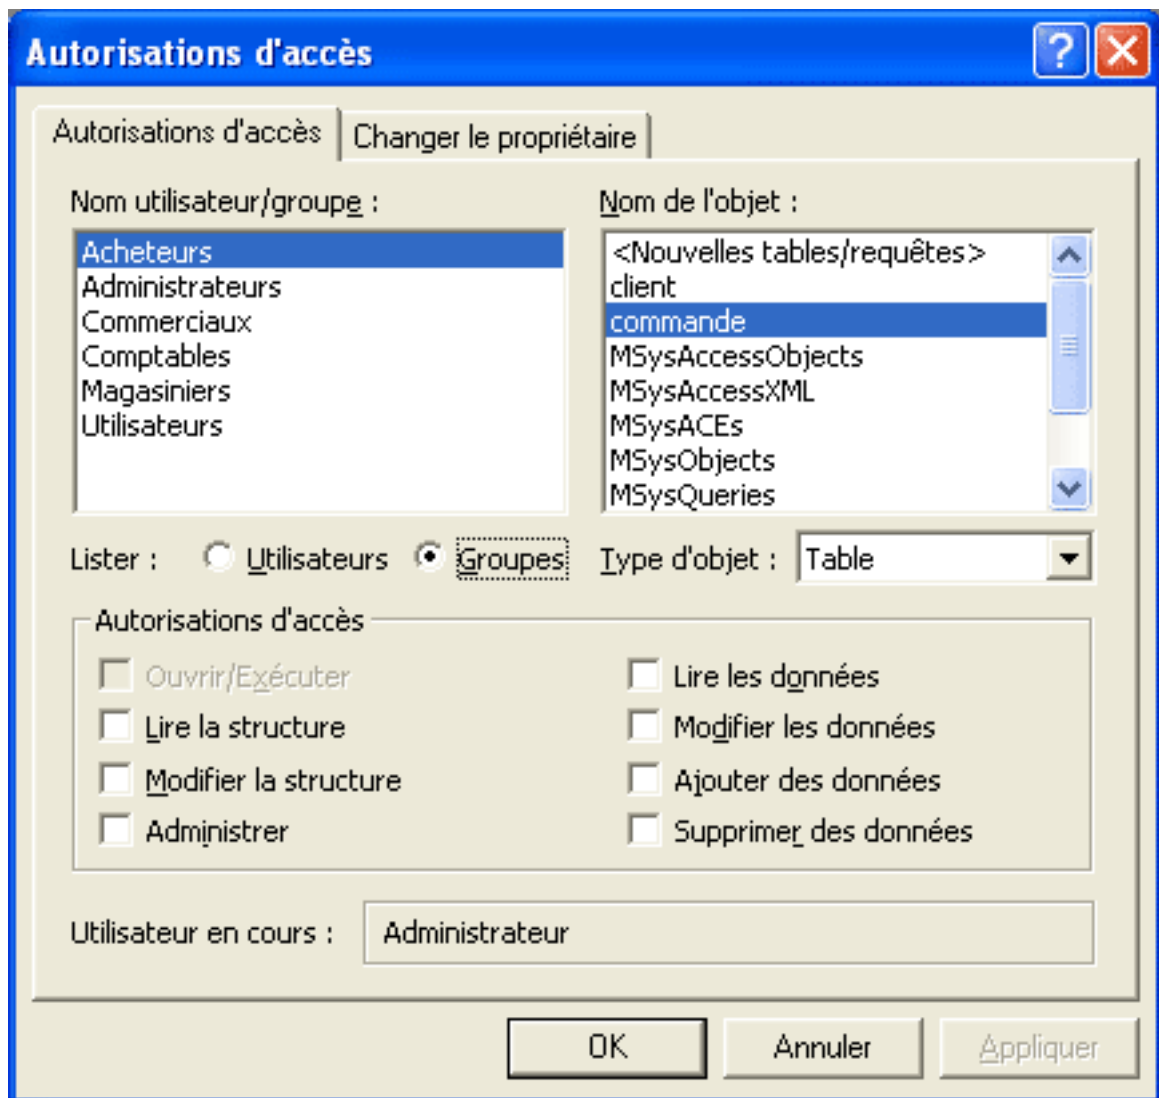 Autorisations d'accès
Autorisations d'accès
Changer le propriétaire
Nom utilisateur/groupe :
Acheteurs
Administrateurs
Commerciaux
Comptables
Magasiniers
Utilisateurs
Nom de l'objet :
<Nouvelles tables/requêtes>
client
commande
MSysAccessObjects
MSysAccessXML
MSysACEs
MSysObjects
MSysQueries
Lister : Utilisateurs Groupes
Type d'objet : Table
Autorisations d'accès
Ouvrir/Exécuter
Lire la structure
Modifier la structure
Administrer
Lire les données
Modifier les données
Ajouter des données
Supprimer des données
Utilisateur en cours : Administrateur
OK Annuler Appliquer